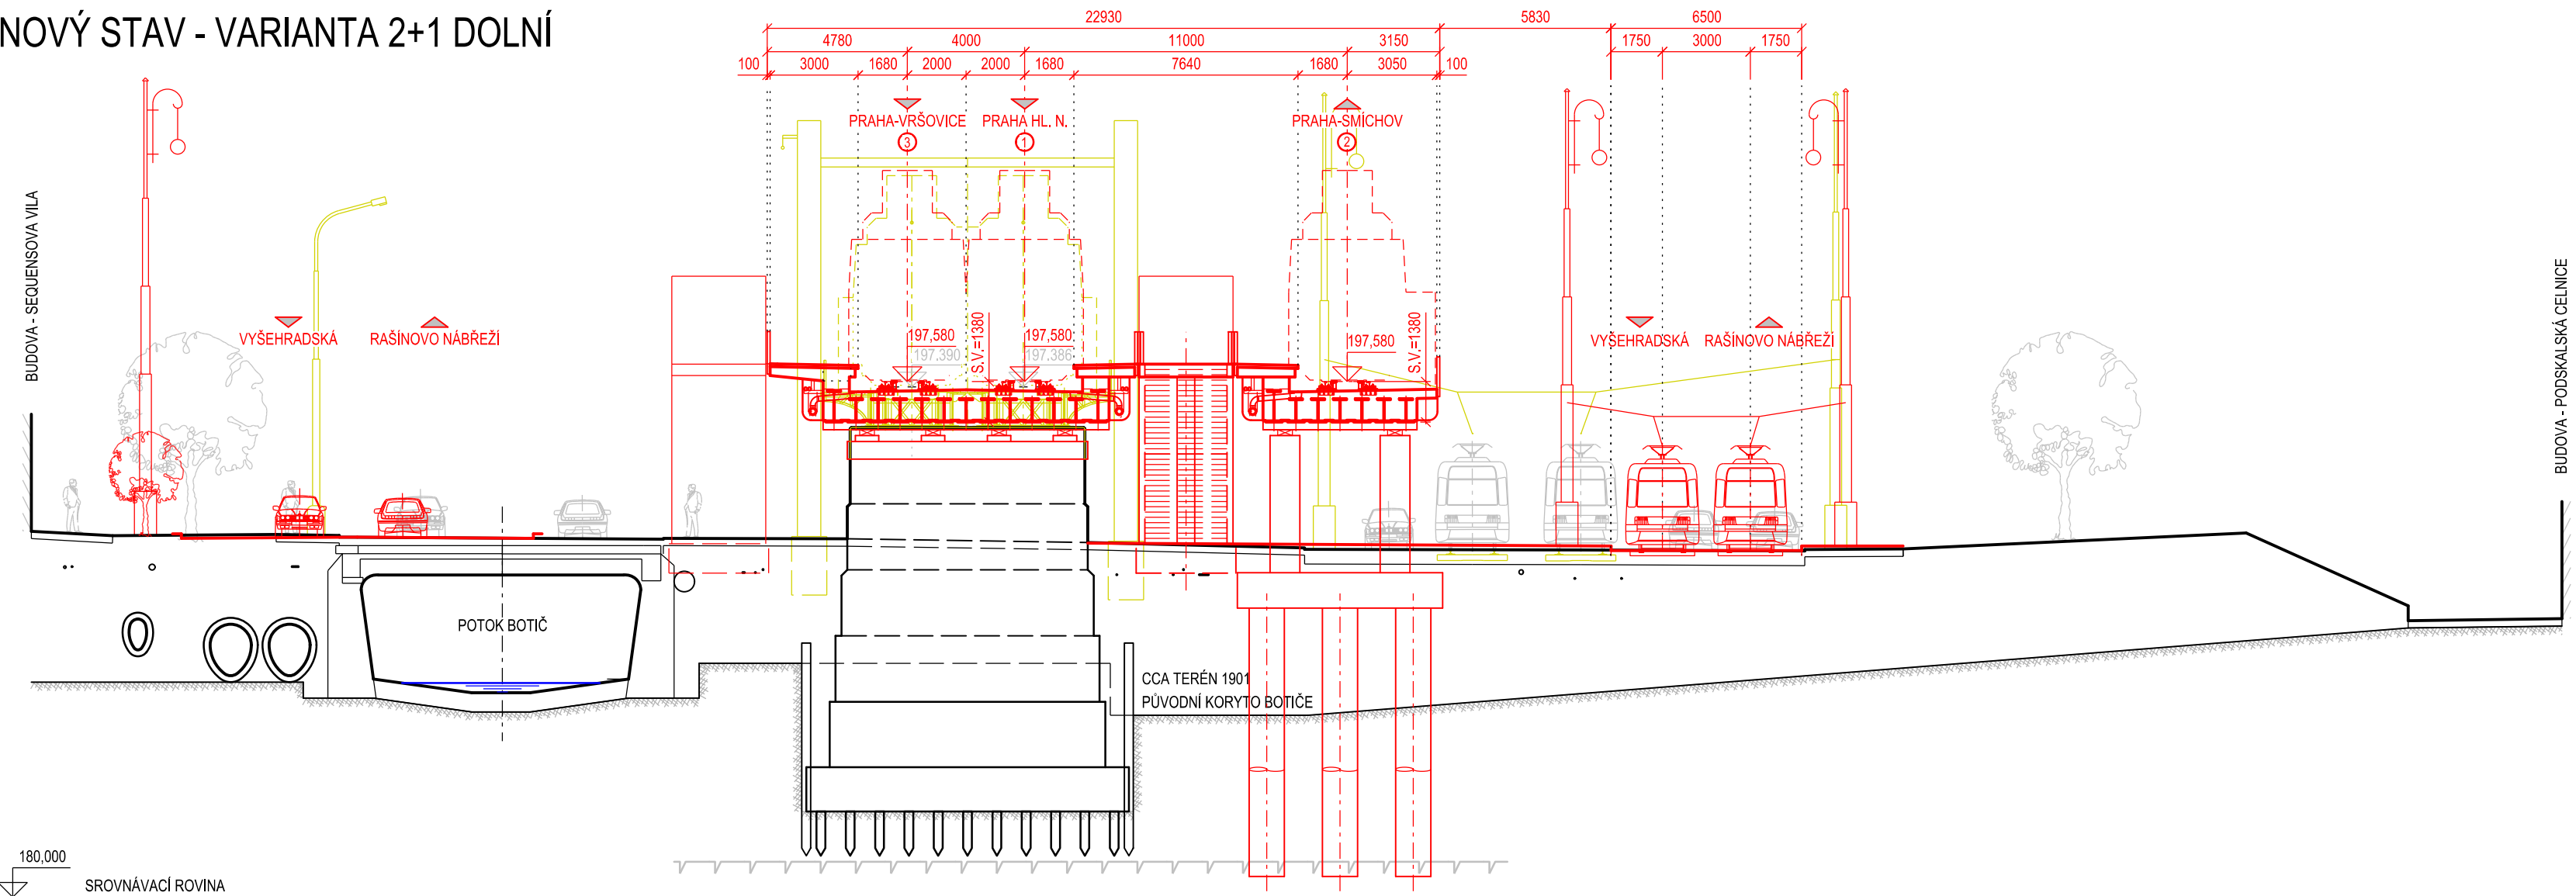 NOVÝ STAV - VARIANTA 2+1 DOLNÍ
22930 5830 6500
4780 4000 11000 3150 1750 3000 1750
100 3000 1680 2000 2000 1680 7640 1680 3050 100
PRAHA-VRŠOVICE PRAHA HL. N. PRAHA-SMÍCHOV
3 1 2
BUDOVA - SEQUENSOVA VILA
BUDOVA - PODSKALSKÁ CELNICE
VYŠEHRADSKÁ RAŠÍNOVO NÁBŘEŽÍ
197,580 S.V.=1380 197,580 197,580 S.V.=1380
197.390 197.386
VYŠEHRADSKÁ RAŠÍNOVO NÁBŘEŽÍ
POTOK BOTIČ
CCA TERÉN 1901
PŮVODNÍ KORYTO BOTIČE
180,000
SROVNÁVACÍ ROVINA